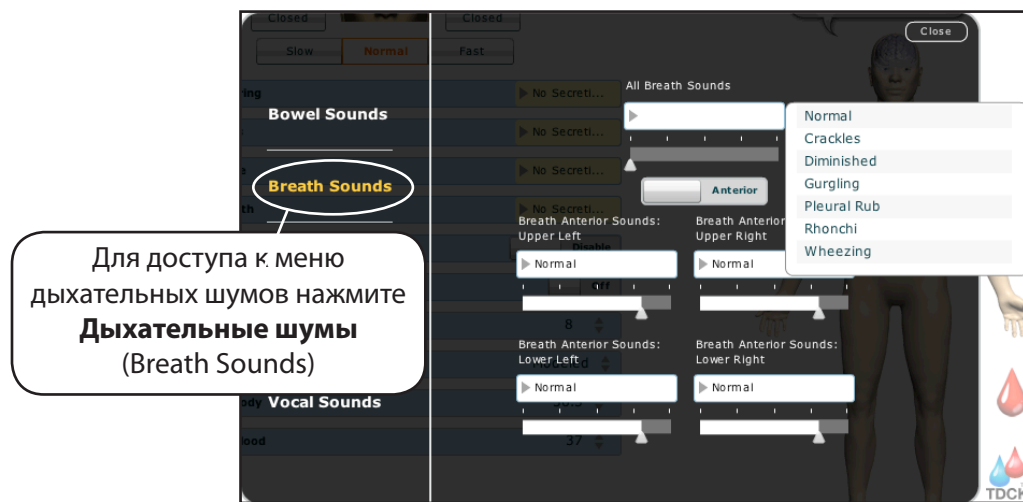 Closed
Closed
Close
Slow
Normal
Fast
All Breath Sounds
No Secreti...
Bowel Sounds
Normal
Crackles
No Secreti...
Diminished
No Secreti...
Gurgling
Breath Sounds
Anterior
Pleural Rub
No Secreti...
Rhonchi
Breath Anterior Sounds:
Upper Left
Breath Anterior
Upper Right
Wheezing
Disable
Normal
Normal
Off
Для доступа к меню
дыхательных шумов нажмите
Дыхательные шумы
(Breath Sounds)
8
Breath Anterior Sounds:
Lower Left
Breath Anterior Sounds:
Lower Right
Normal
Normal
Vocal Sounds
37
TDCK